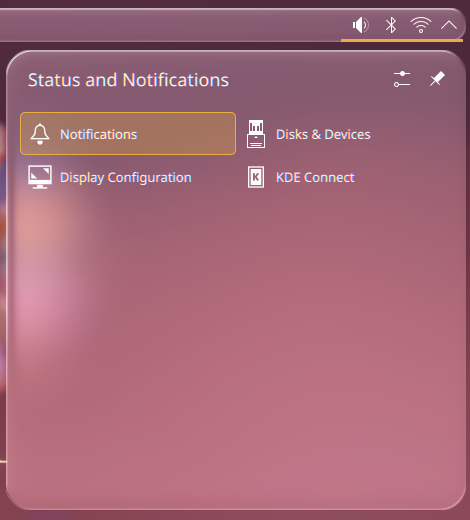 Status and Notifications
Notifications
Disks & Devices
Display Configuration
KDE Connect